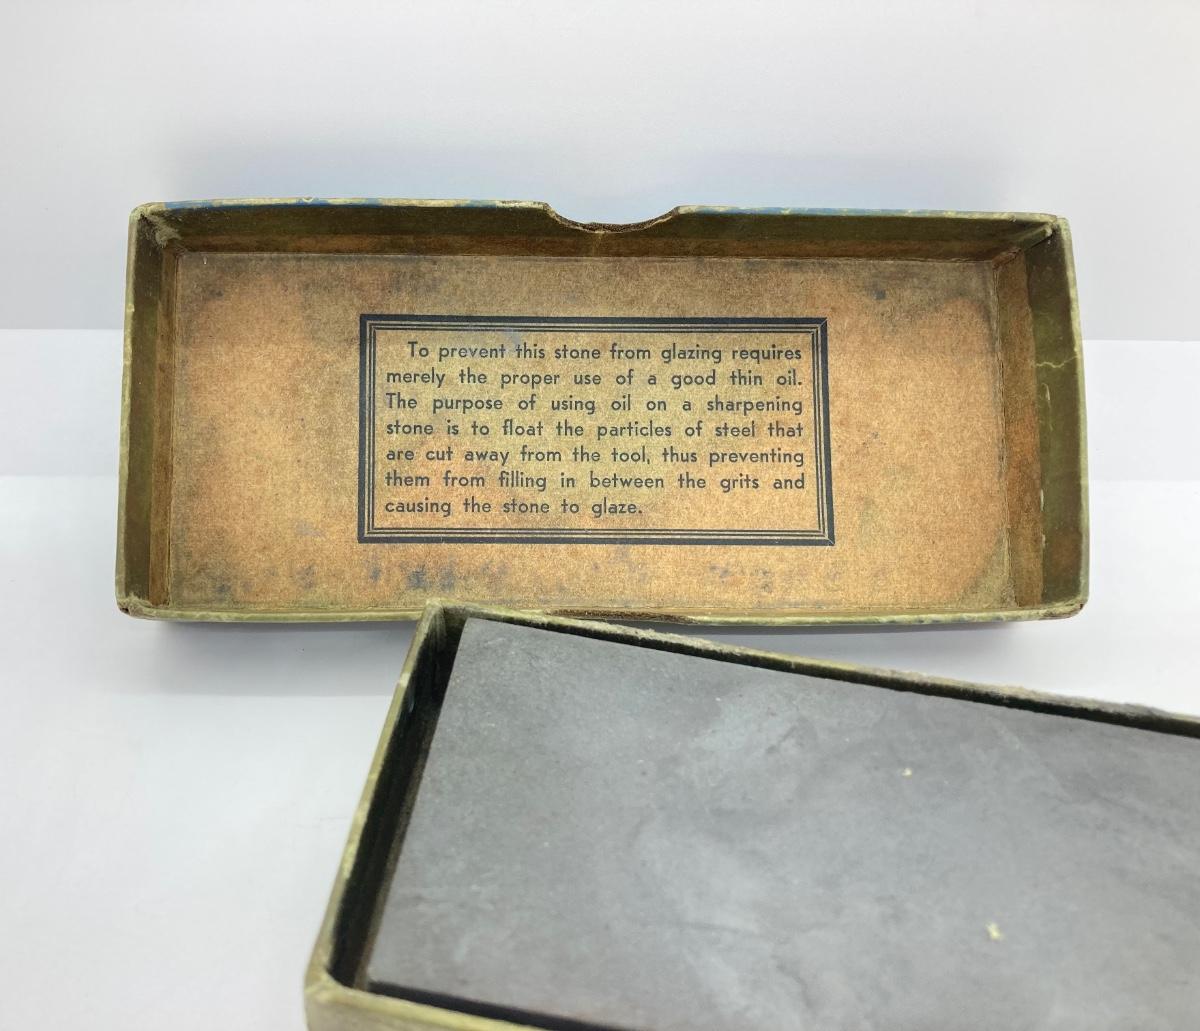 To prevent this stone from glazing requires
merely the proper use of a good thin oil.
The purpose of using oil on a sharpening
stone is to float the particles of steel that
are cut away from the tool, thus preventing
them from filling in between the grits and
causing the stone to glaze.